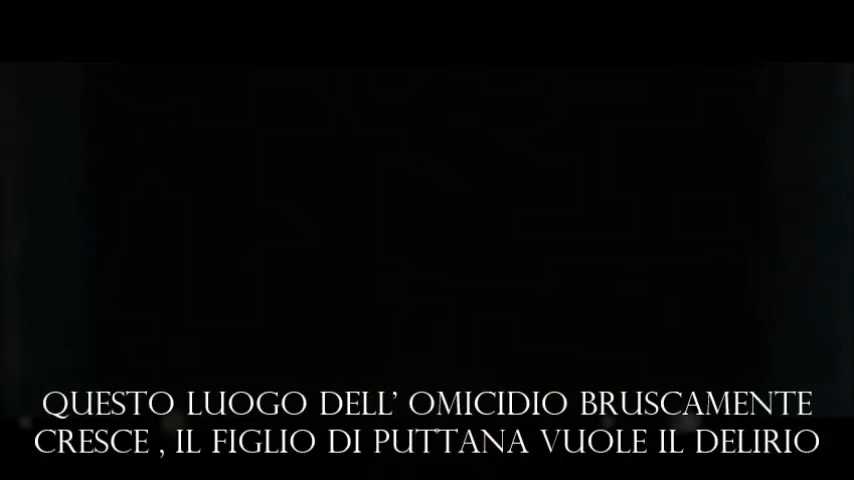 QUESTO LUOGO DELL' OMICIDIO BRUSCAMENTE
CRESCE , IL FIGLIO DI PUTTANA VUOLE IL DELIRIO